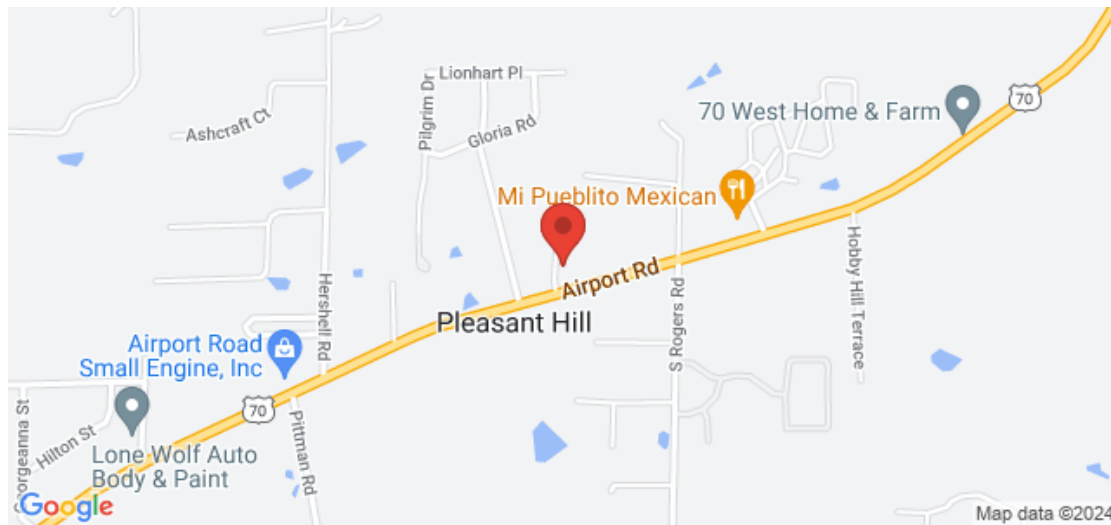 Lionhart Pl
Pilgrim Dr
Ashcraft Ct
Gloria Rd
70 West Home & Farm
70
Mi Pueblito Mexican
Airport Rd
Hobby Hill Terrace
Hershell Rd
Pleasant Hill
S Rogers Rd
Airport Road
Small Engine, Inc
70
Georgeanna St
Hilton St
Pittman Rd
Lone Wolf Auto
Body & Paint
Google
Map data ©2024